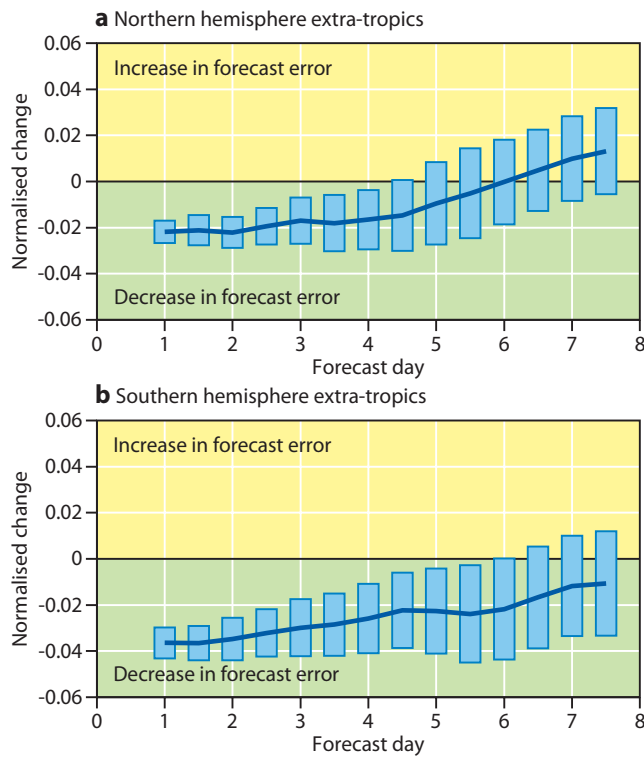 a Northern hemisphere extra-tropics
0.06
Increase in forecast error
0.04
0.02
0
-0.02
-0.04
Decrease in forecast error
-0.06
Normalised change
0 1 2 3 4 5 6 7 8
Forecast day
b Southern hemisphere extra-tropics
0.06
Increase in forecast error
0.04
0.02
0
-0.02
-0.04
Decrease in forecast error
-0.06
Normalised change
0 1 2 3 4 5 6 7 8
Forecast day